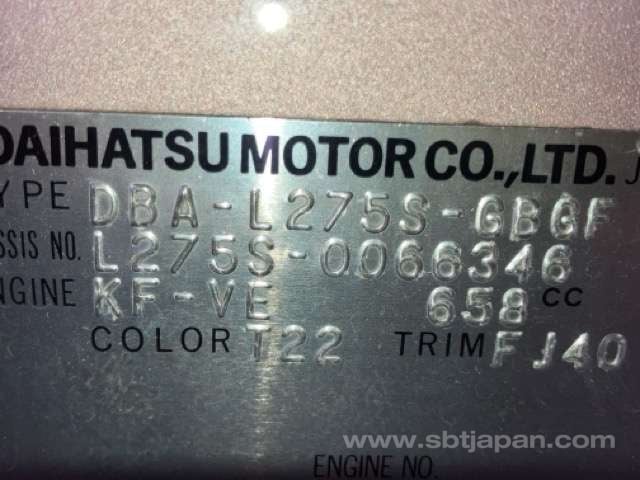 DAIHATSU MOTOR CO.,LTD. J
TYPE DBA-L275S-GBGF
SSIS NO. L275S-0066346
NGINE KF-VE 658 CC
COLOR T22 TRIM FJ40
www.sbtjapan.com
ENGINE NO.